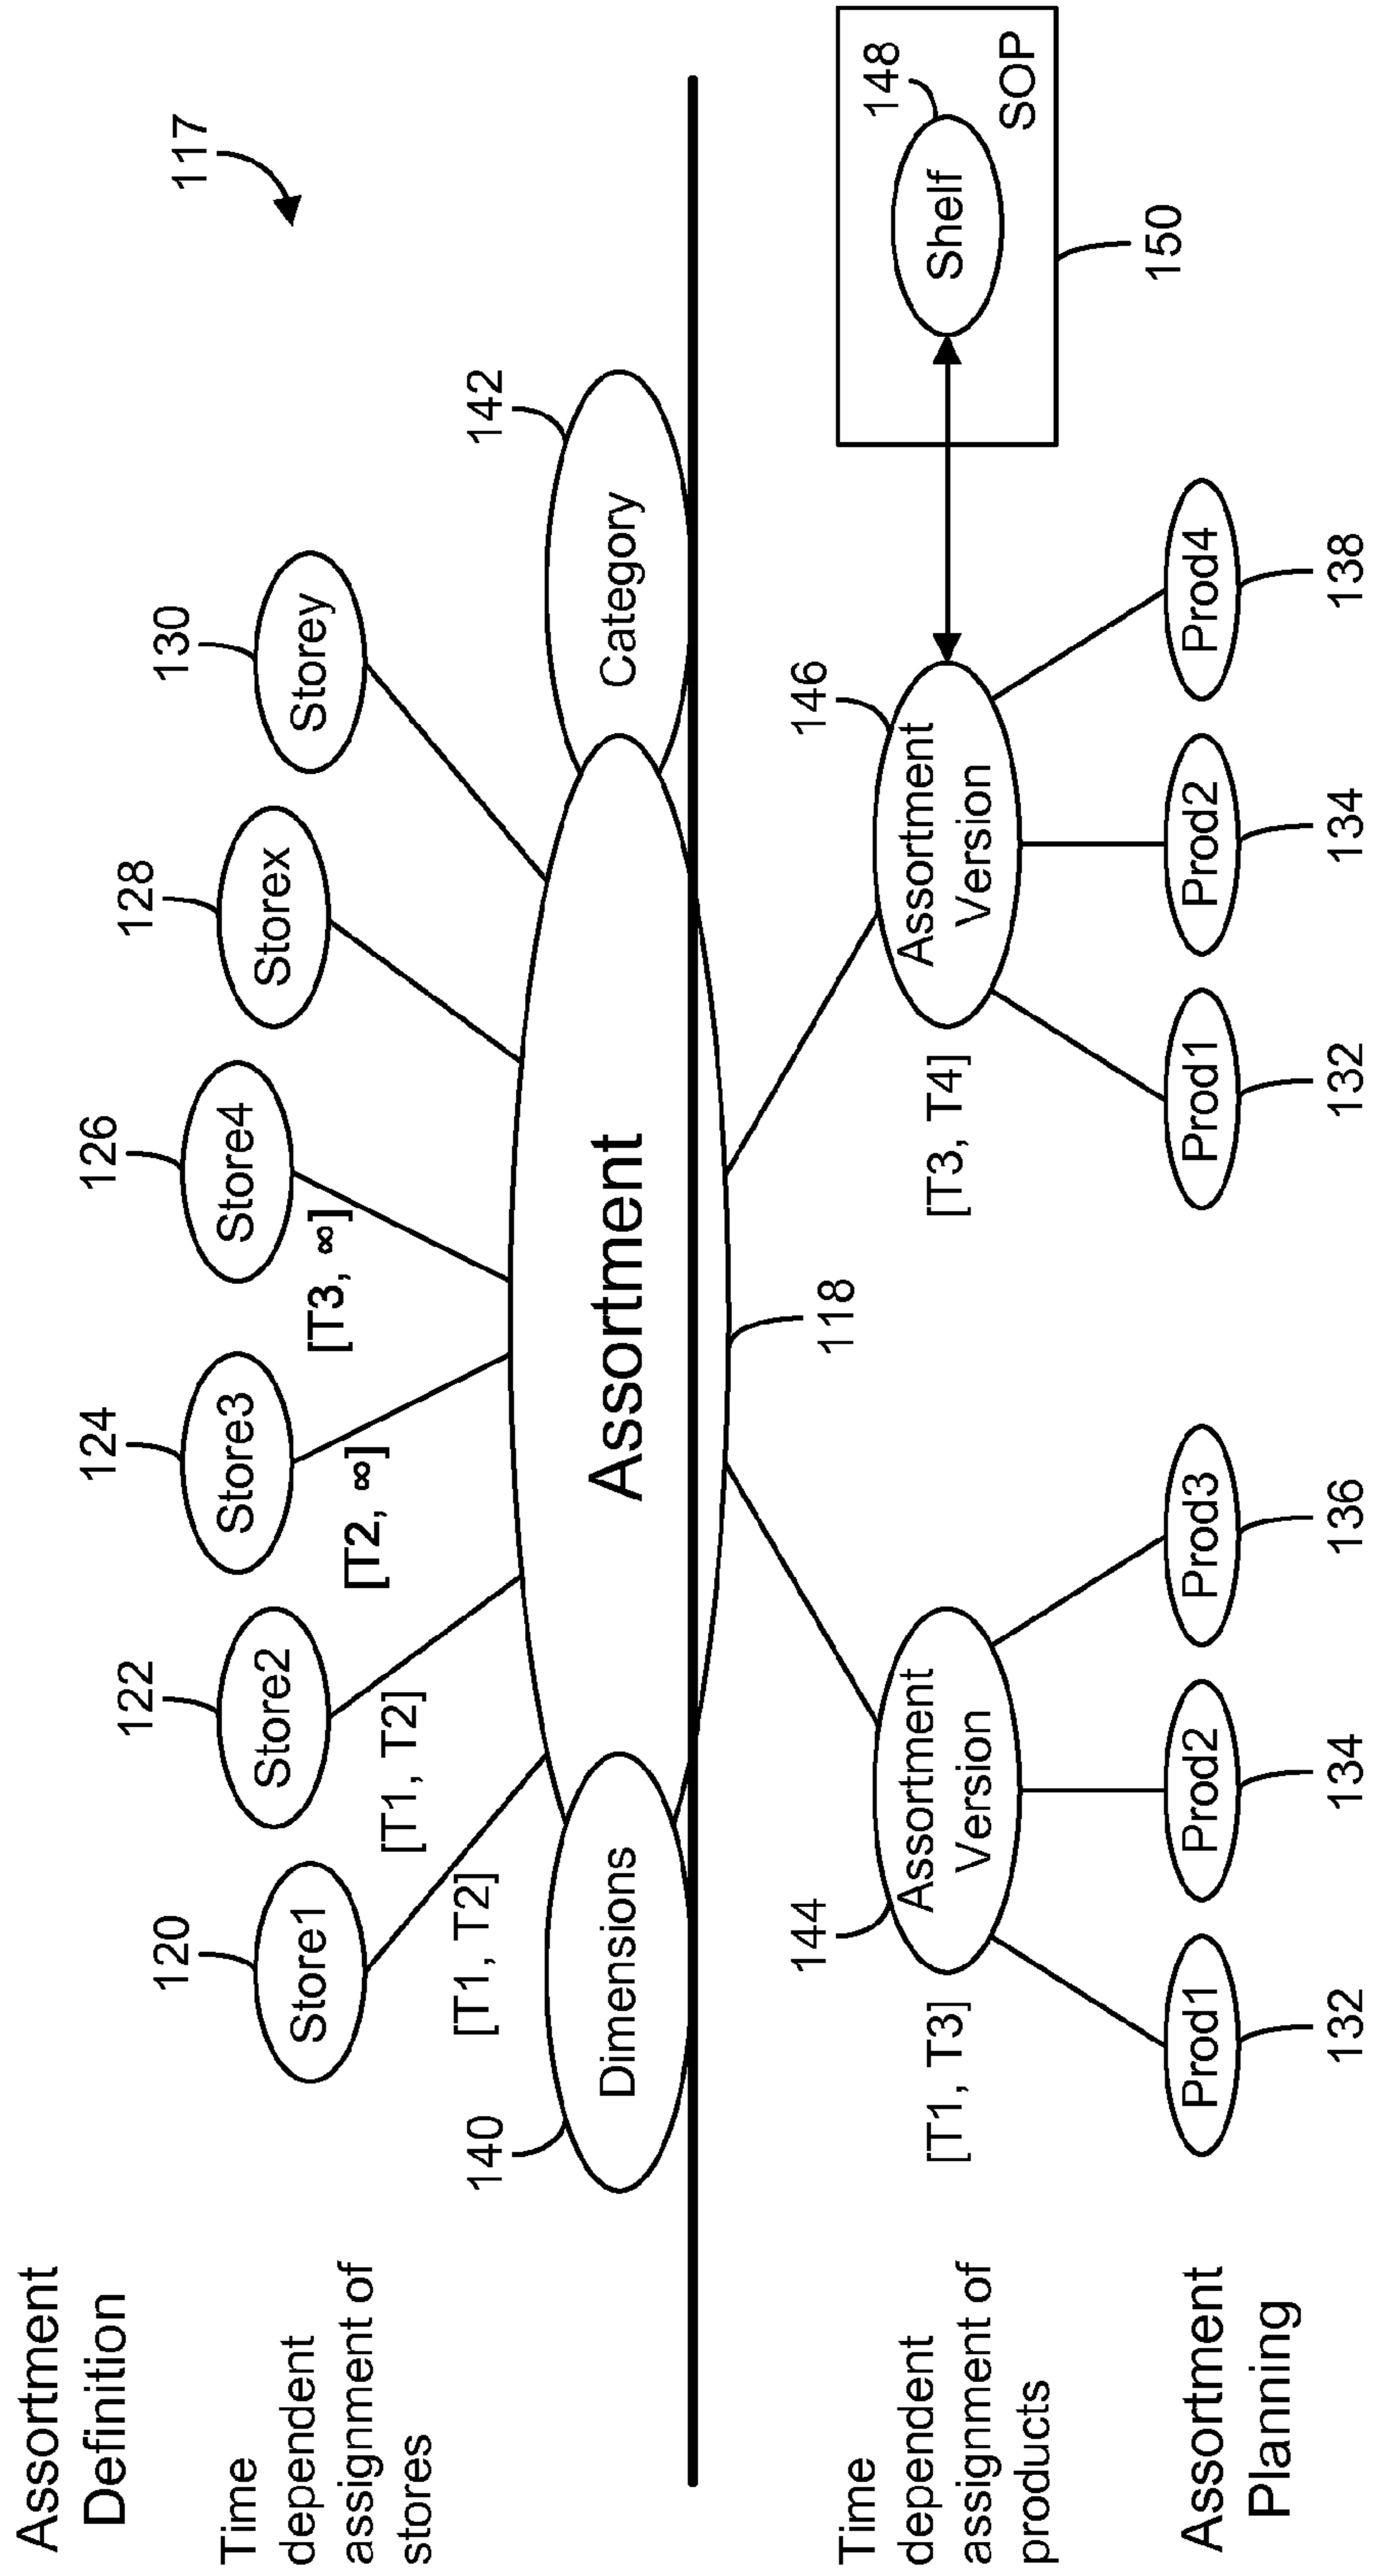 Assortment
Definition
117
Time
dependent
assignment of
stores
120
122
124
126
128
130
Store1
Store2
Store3
Store4
Storex
Storey
[T1, T2]
[T1, T2]
[T2, ∞]
[T3, ∞]
140
142
Dimensions
Assortment
Category
118
Time
dependent
assignment of
products
144
146
148
[T1, T3]
Assortment
Version
[T3, T4]
Assortment
Version
Shelf
SOP
150
Assortment
Planning
Prod1
Prod2
Prod3
Prod1
Prod2
Prod4
132
134
136
132
134
138